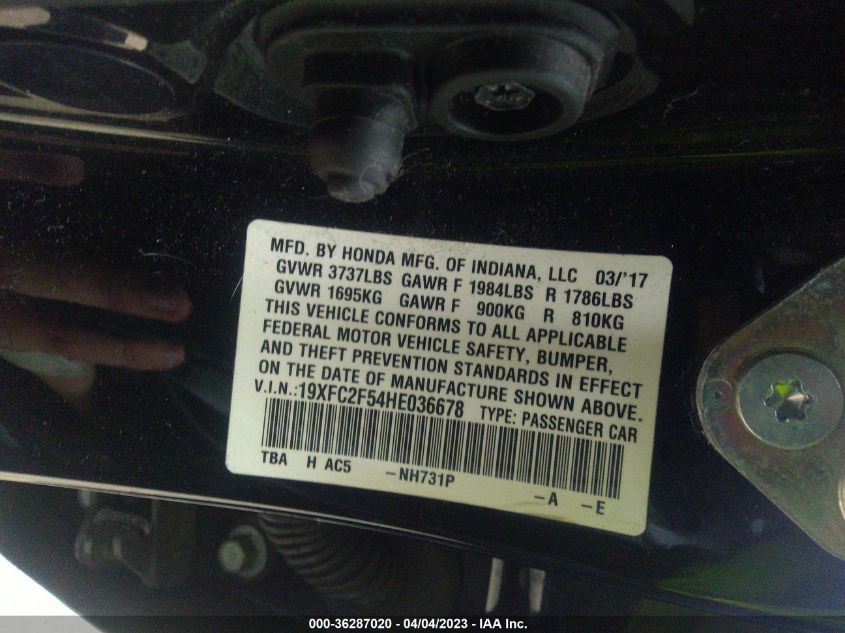 MFD. BY HONDA MFG. OF INDIANA, LLC 03/'17
GVWR 3737LBS GAWR F 1984LBS R 1786LBS
GVWR 1695KG GAWR F 900KG R 810KG
THIS VEHICLE CONFORMS TO ALL APPLICABLE
FEDERAL MOTOR VEHICLE SAFETY, BUMPER,
AND THEFT PREVENTION STANDARDS IN EFFECT
ON THE DATE OF MANUFACTURE SHOWN ABOVE.
V.I.N.:19XFC2F54HE036678 TYPE: PASSENGER CAR
TBA H AC5 -NH731P -A -E
000-36287020 - 04/04/2023 - IAA Inc.